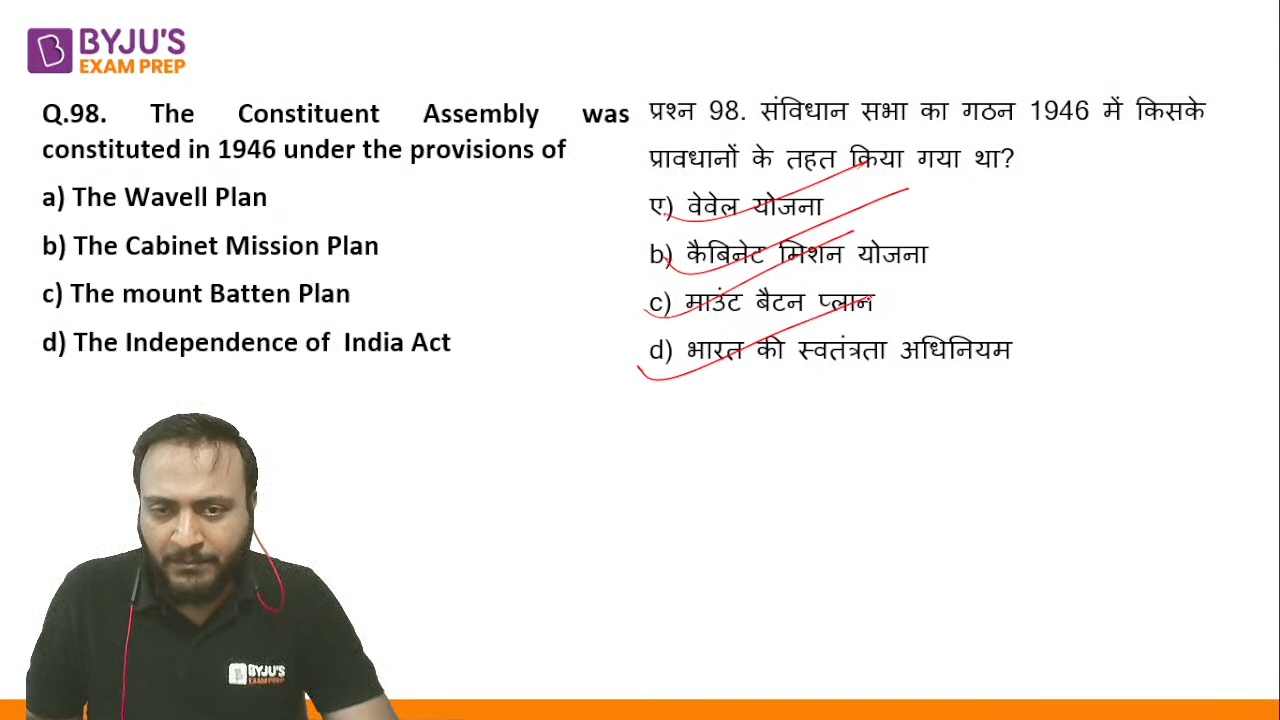 BYJU'S
EXAM PREP
Q.98. The Constituent Assembly was
constituted in 1946 under the provisions of
a) The Wavell Plan
b) The Cabinet Mission Plan
c) The mount Batten Plan
d) The Independence of India Act
प्रश्न 98. संविधान सभा का गठन 1946 में किसके
प्रावधानों के तहत किया गया था?
ए) वेवेल योजना
b) कैबिनेट मिशन योजना
c) माउंट बैटन प्लान
d) भारत की स्वतंत्रता अधिनियम
BYJU'S
EXAM PREP